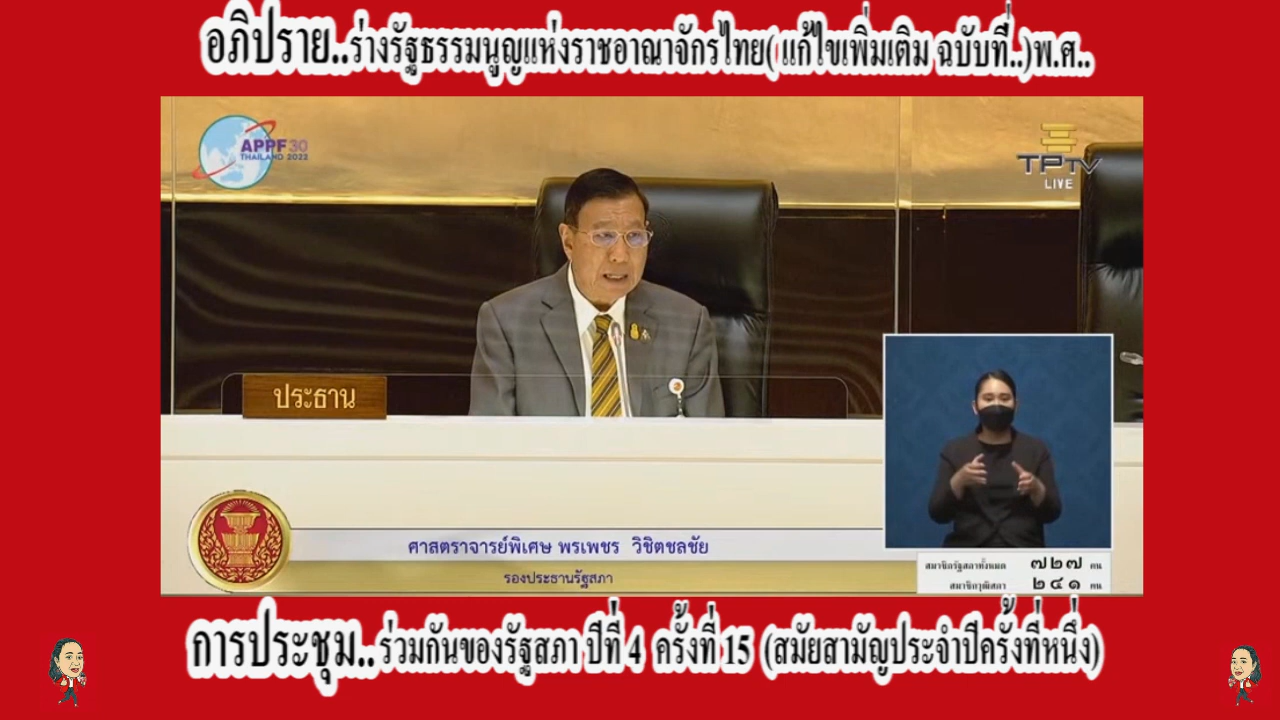 อภิปราย..ร่างรัฐธรรมนูญแห่งราชอาณาจักรไทย( แก้ไขเพิ่มเติม ฉบับที่..)พ.ศ..
APPF 30
THAILAND 2022
TPTV
LIVE
ประธาน
ศาสตราจารย์พิเศษ พรเพชร วิชิตชลชัย
รองประธานรัฐสภา
สมาชิกรัฐสภาทั้งหมด ๗๒๗ คน
สมาชิกวุฒิสภา ๒๔๑ คน
การประชุม..ร่วมกันของรัฐสภา ปีที่ 4 ครั้งที่ 15 (สมัยสามัญประจำปีครั้งที่หนึ่ง)